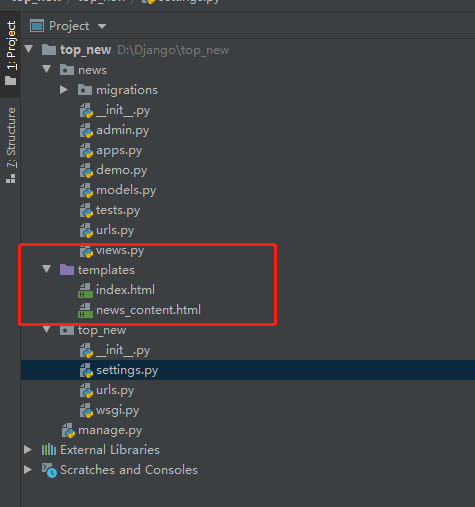 top_new
top_new
settings.py
1: Project
7: Structure
Project
top_new D:\Django\top_new
news
migrations
__init__.py
admin.py
apps.py
demo.py
models.py
tests.py
urls.py
views.py
templates
index.html
news_content.html
top_new
__init__.py
settings.py
urls.py
wsgi.py
manage.py
External Libraries
Scratches and Consoles